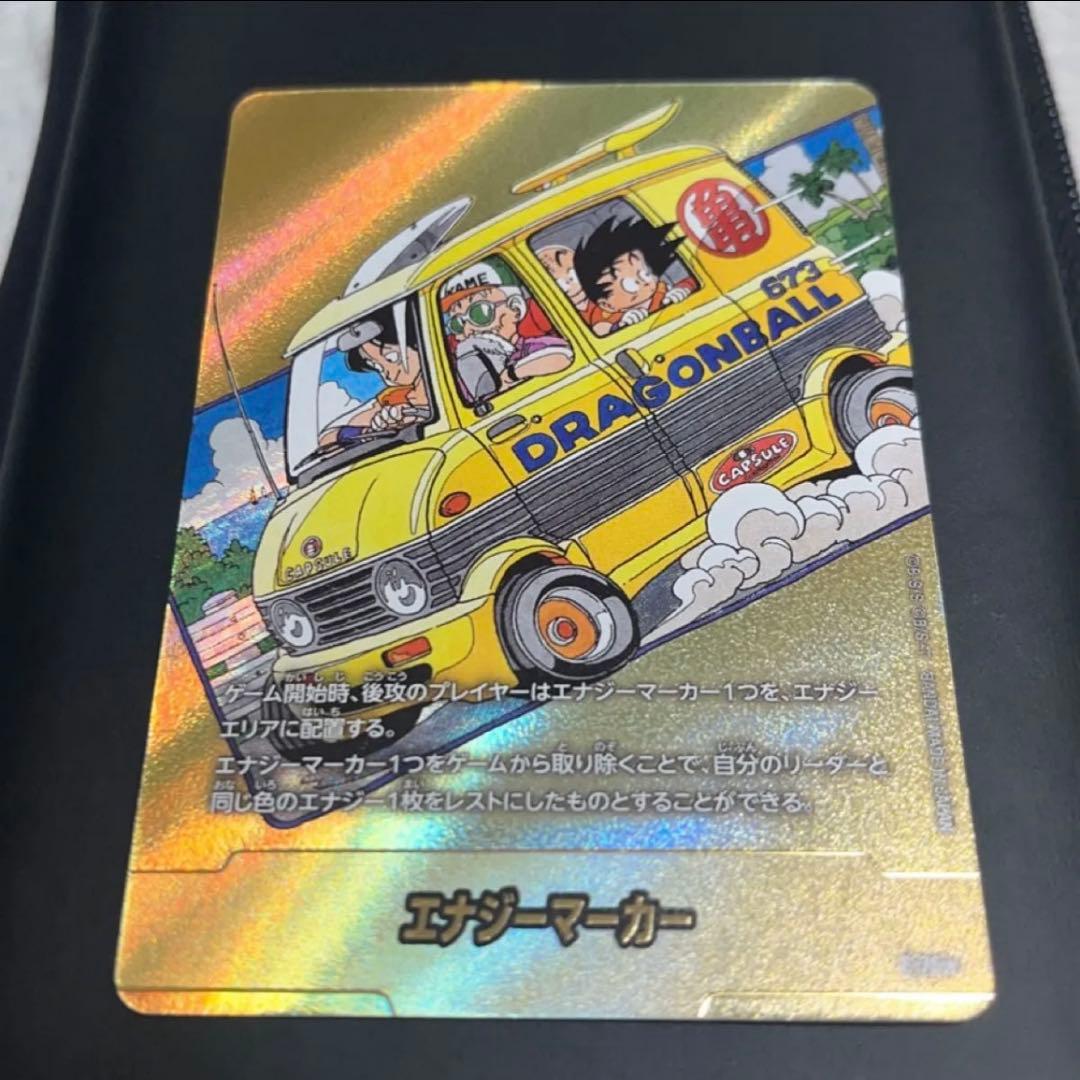 KAME
亀
673
DRAGONBALL
CAPSULE
CAPSULE
ゲーム開始時、後攻のプレイヤーはエナジーマーカー1つを、エナジー
エリアに配置する。
エナジーマーカー1つをゲームから取り除くことで、自分のリーダーと
同じ色のエナジー1枚をレストにしたものとすることができる。
エナジーマーカー